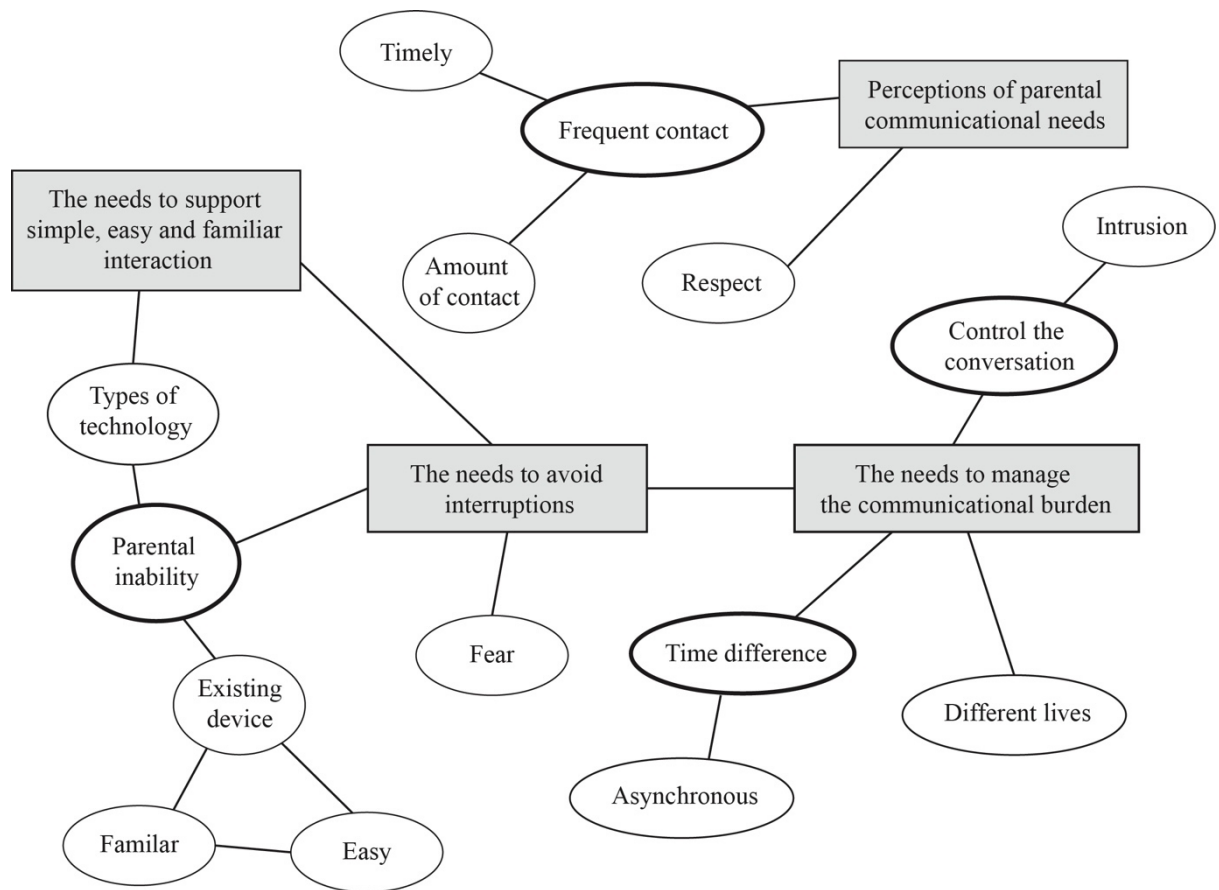 Timely
Frequent contact
Perceptions of parental
communicational needs
The needs to support
simple, easy and familiar
interaction
Amount
of contact
Respect
Intrusion
Control the
conversation
Types of
technology
The needs to avoid
interruptions
The needs to manage
the communicational burden
Parental
inability
Fear
Time difference
Existing
device
Different lives
Asynchronous
Familar
Easy